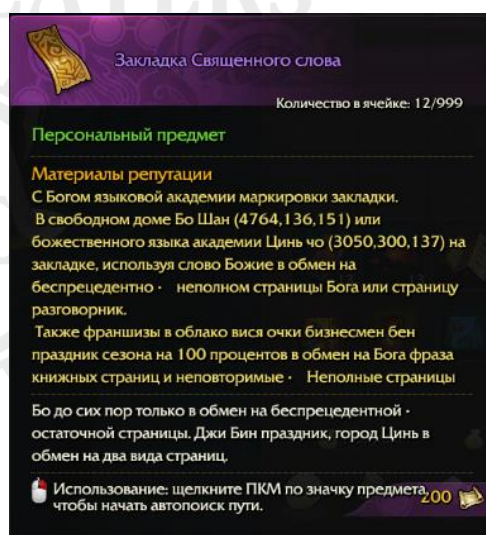 Закладка Священного слова
Количество в ячейке: 12/999
Персональный предмет
Материалы репутации
С Богом языковой академии маркировки закладки.
В свободном доме Бо Шан (4764,136,151) или
божественного языка академии Цинь чо (3050,300,137) на
закладке, используя слово Божие в обмен на
беспрецедентно · неполном страницы Бога или страницу
разговорник.
Также франшизы в облако вися очки бизнесмен бен
праздник сезона на 100 процентов в обмен на Бога фраза
книжных страниц и неповторимые · Неполные страницы
Бо до сих пор только в обмен на беспрецедентной ·
остаточной страницы. Джи Бин праздник, город Цинь в
обмен на два вида страниц.
Использование: щелкните ПКМ по значку предмета,
чтобы начать автопоиск пути.
200